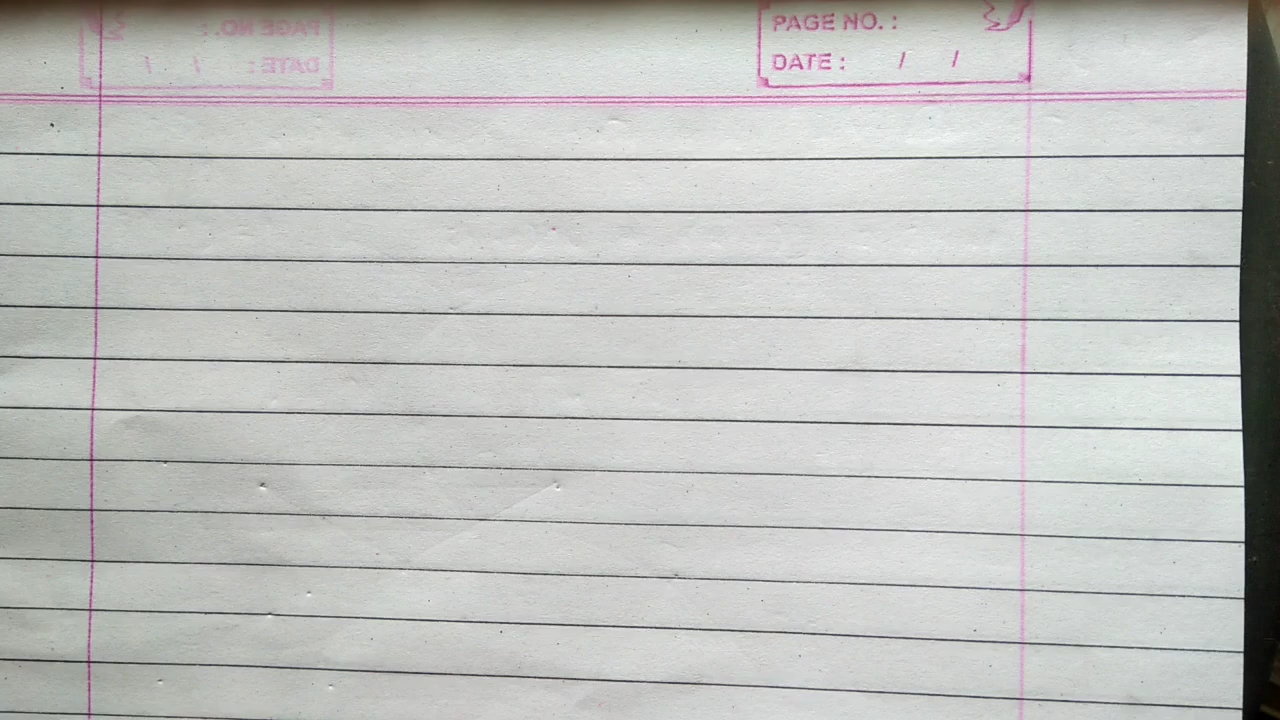 PAGE NO. :
DATE : / /